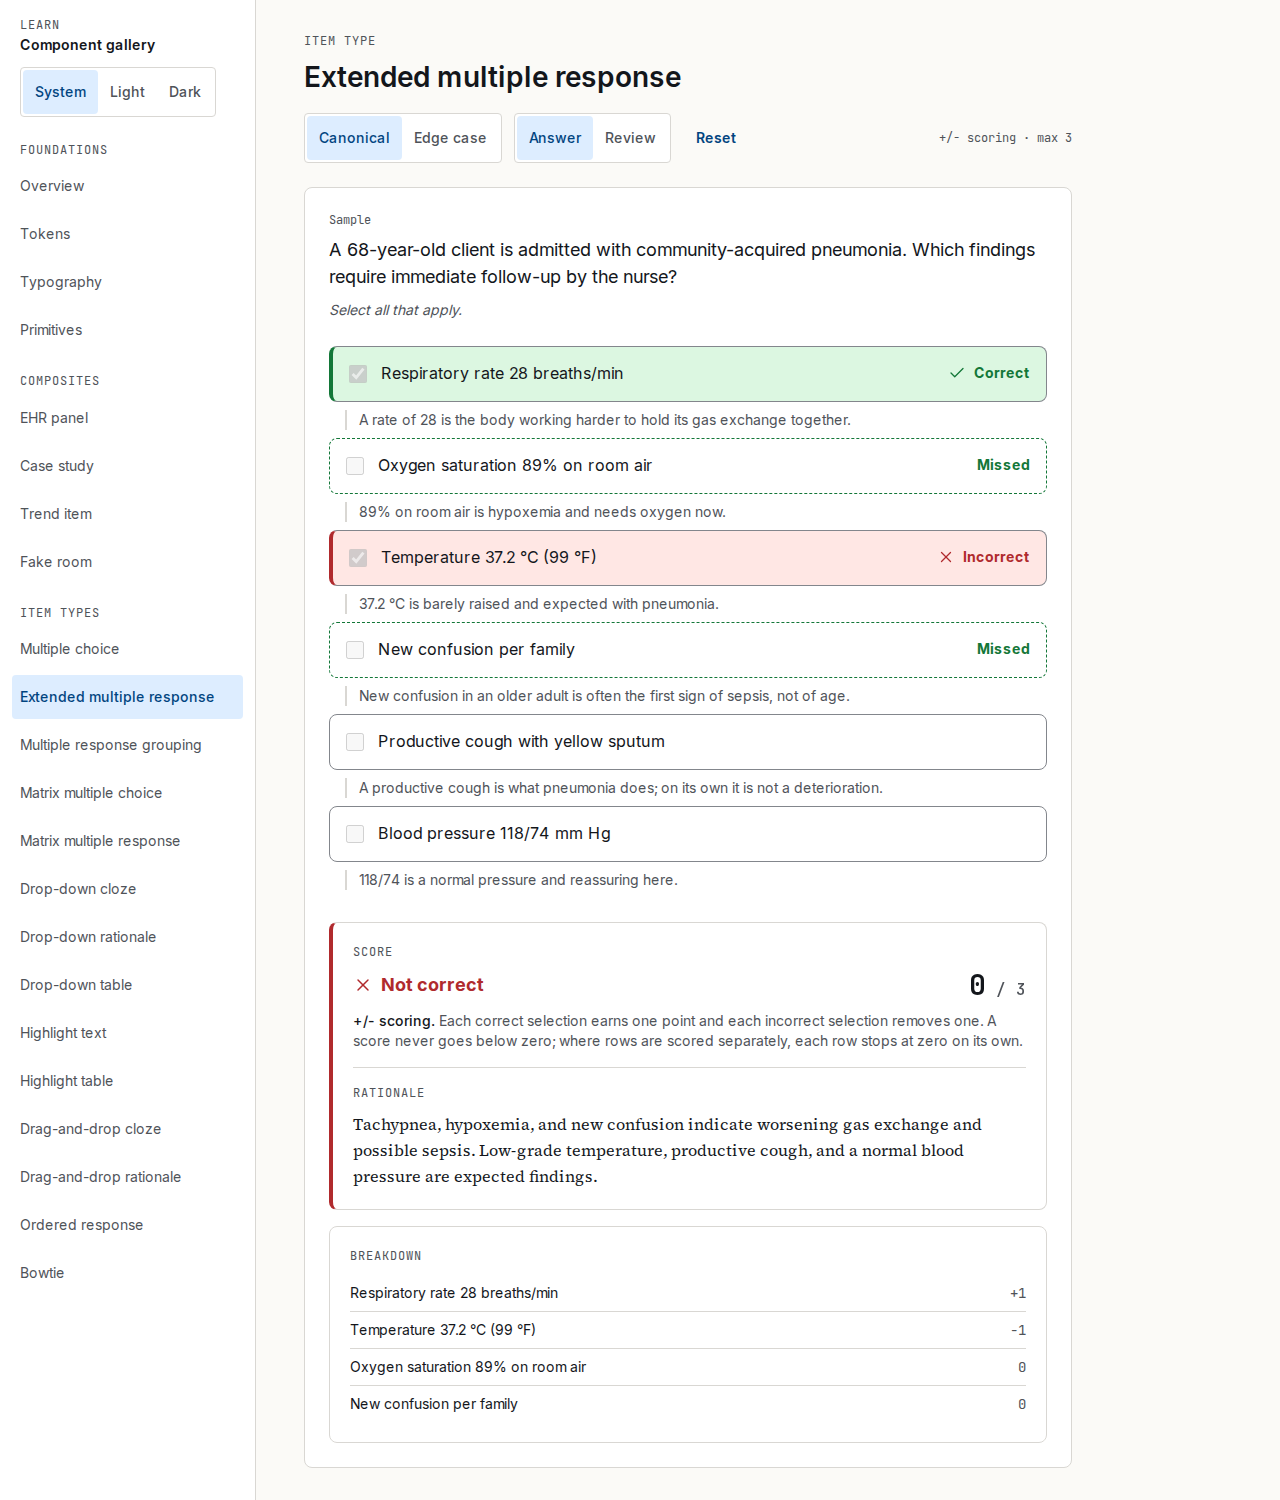 LEARN
Component gallery
System
Light
Dark
FOUNDATIONS
Overview
Tokens
Typography
Primitives
COMPOSITES
EHR panel
Case study
Trend item
Fake room
ITEM TYPES
Multiple choice
Extended multiple response
Multiple response grouping
Matrix multiple choice
Matrix multiple response
Drop-down cloze
Drop-down rationale
Drop-down table
Highlight text
Highlight table
Drag-and-drop cloze
Drag-and-drop rationale
Ordered response
Bowtie
ITEM TYPE
Extended multiple response
Canonical
Edge case
Answer
Review
Reset
+/- scoring · max 3
Sample
A 68-year-old client is admitted with community-acquired pneumonia. Which findings
require immediate follow-up by the nurse?
Select all that apply.
Respiratory rate 28 breaths/min
Correct
A rate of 28 is the body working harder to hold its gas exchange together.
Oxygen saturation 89% on room air
Missed
89% on room air is hypoxemia and needs oxygen now.
Temperature 37.2 °C (99 °F)
Incorrect
37.2 °C is barely raised and expected with pneumonia.
New confusion per family
Missed
New confusion in an older adult is often the first sign of sepsis, not of age.
Productive cough with yellow sputum
A productive cough is what pneumonia does; on its own it is not a deterioration.
Blood pressure 118/74 mm Hg
118/74 is a normal pressure and reassuring here.
SCORE
Not correct
0 / 3
+/- scoring. Each correct selection earns one point and each incorrect selection removes one. A
score never goes below zero; where rows are scored separately, each row stops at zero on its own.
RATIONALE
Tachypnea, hypoxemia, and new confusion indicate worsening gas exchange and
possible sepsis. Low-grade temperature, productive cough, and a normal blood
pressure are expected findings.
BREAKDOWN
Respiratory rate 28 breaths/min
+1
Temperature 37.2 °C (99 °F)
-1
Oxygen saturation 89% on room air
0
New confusion per family
0